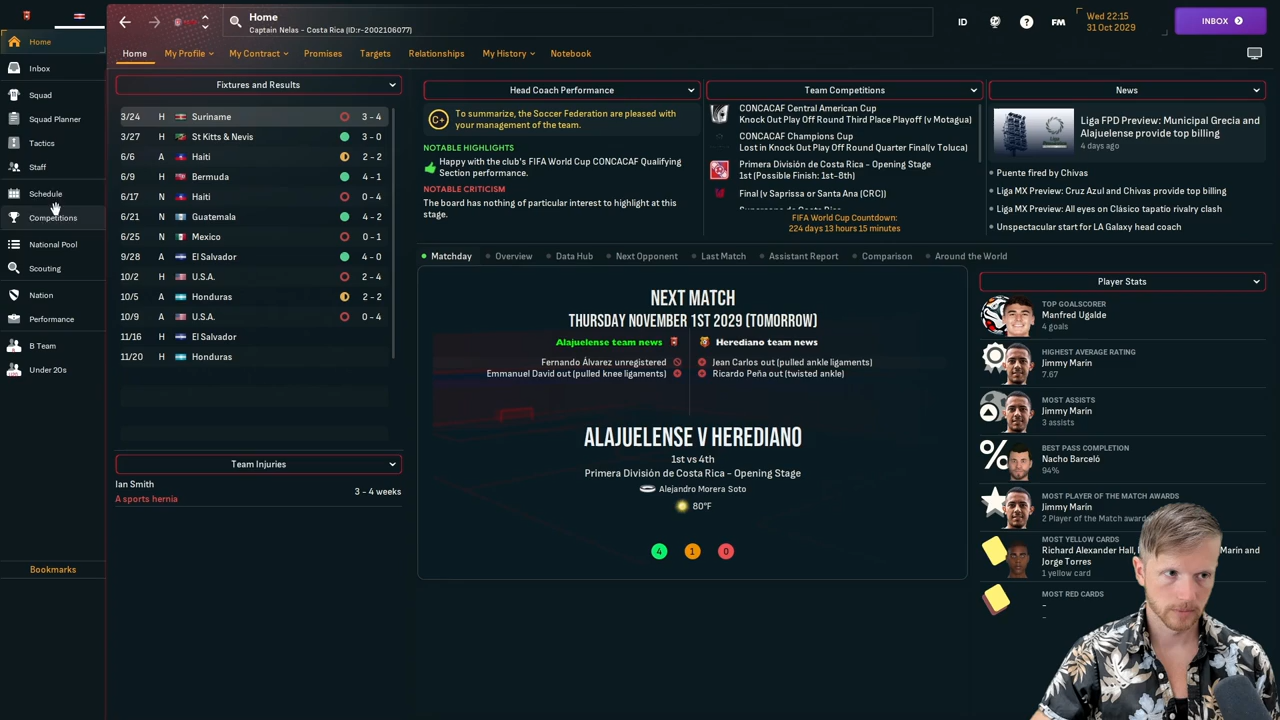 Home
Captain Nelas - Costa Rica (ID:r-2002106077)
ID
FM
Wed 22:15
31 Oct 2029
INBOX
Home
Inbox
Squad
Squad Planner
Tactics
Staff
Schedule
Competitions
National Pool
Scouting
Nation
Performance
B Team
Under 20s
Bookmarks
Home
My Profile
My Contract
Promises
Targets
Relationships
My History
Notebook
Fixtures and Results
3/24 H Suriname 3 - 4
3/27 H St Kitts & Nevis 3 - 0
6/6 A Haiti 2 - 2
6/9 H Bermuda 4 - 1
6/17 N Haiti 0 - 4
6/21 N Guatemala 4 - 2
6/25 N Mexico 0 - 1
9/28 A El Salvador 4 - 0
10/2 H U.S.A. 2 - 4
10/5 A Honduras 2 - 2
10/9 A U.S.A. 0 - 4
11/16 H El Salvador
11/20 H Honduras
Team Injuries
Ian Smith
A sports hernia
3 - 4 weeks
Head Coach Performance
C+
To summarize, the Soccer Federation are pleased with
your management of the team.
NOTABLE HIGHLIGHTS
Happy with the club's FIFA World Cup CONCACAF Qualifying
Section performance.
NOTABLE CRITICISM
The board has nothing of particular interest to highlight at this
stage.
Team Competitions
CONCACAF Central American Cup
Knock Out Play Off Round Third Place Playoff (v Motagua)
CONCACAF Champions Cup
Lost in Knock Out Play Off Round Quarter Final(v Toluca)
Primera División de Costa Rica - Opening Stage
1st (Possible Finish: 1st-8th)
Final (v Saprissa or Santa Ana (CRC))
FIFA World Cup Countdown:
224 days 13 hours 15 minutes
News
Liga FPD Preview: Municipal Grecia and
Alajuelense provide top billing
4 days ago
Puente fired by Chivas
Liga MX Preview: Cruz Azul and Chivas provide top billing
Liga MX Preview: All eyes on Clásico tapatío rivalry clash
Unspectacular start for LA Galaxy head coach
Matchday
Overview
Data Hub
Next Opponent
Last Match
Assistant Report
Comparison
Around the World
NEXT MATCH
THURSDAY NOVEMBER 1ST 2029 (TOMORROW)
Alajuelense team news
Herediano team news
Fernando Álvarez unregistered
Emmanuel David out (pulled knee ligaments)
Jean Carlos out (pulled ankle ligaments)
Ricardo Peña out (twisted ankle)
ALAJUELENSE V HEREDIANO
1st vs 4th
Primera División de Costa Rica - Opening Stage
Alejandro Morera Soto
80°F
4 1 0
Player Stats
TOP GOALSCORER
Manfred Ugalde
4 goals
HIGHEST AVERAGE RATING
Jimmy Marín
7.67
MOST ASSISTS
Jimmy Marín
3 assists
BEST PASS COMPLETION
Nacho Barceló
94%
MOST PLAYER OF THE MATCH AWARDS
Jimmy Marín
2 Player of the Match awards
MOST YELLOW CARDS
Richard Alexander Hall, Marín and
Jorge Torres
1 yellow card
MOST RED CARDS
-
-